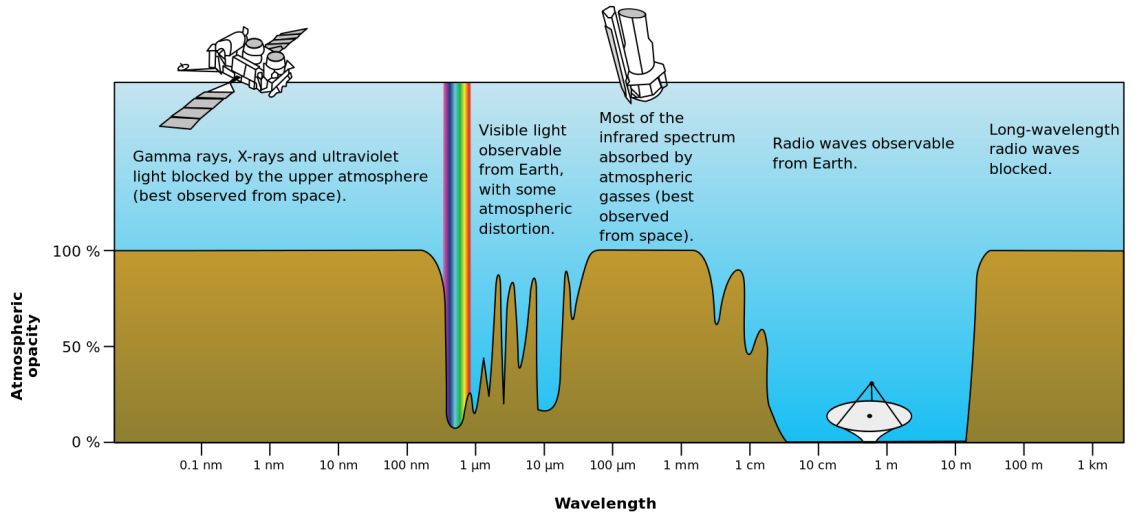 Gamma rays, X-rays and ultraviolet
light blocked by the upper atmosphere
(best observed from space).
Visible light
observable
from Earth,
with some
atmospheric
distortion.
Most of the
infrared spectrum
absorbed by
atmospheric
gasses (best
observed
from space).
Radio waves observable
from Earth.
Long-wavelength
radio waves
blocked.
Atmospheric
opacity
100 %
50 %
0 %
0.1 nm
1 nm
10 nm
100 nm
1 μm
10 μm
100 μm
1 mm
1 cm
10 cm
1 m
10 m
100 m
1 km
Wavelength